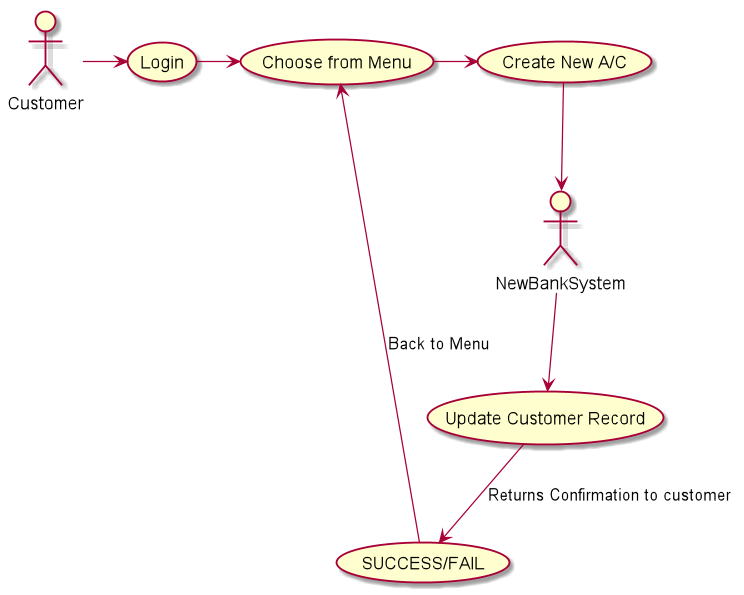 Customer
Login
Choose from Menu
Create New A/C
NewBankSystem
Back to Menu
Update Customer Record
Returns Confirmation to customer
SUCCESS/FAIL